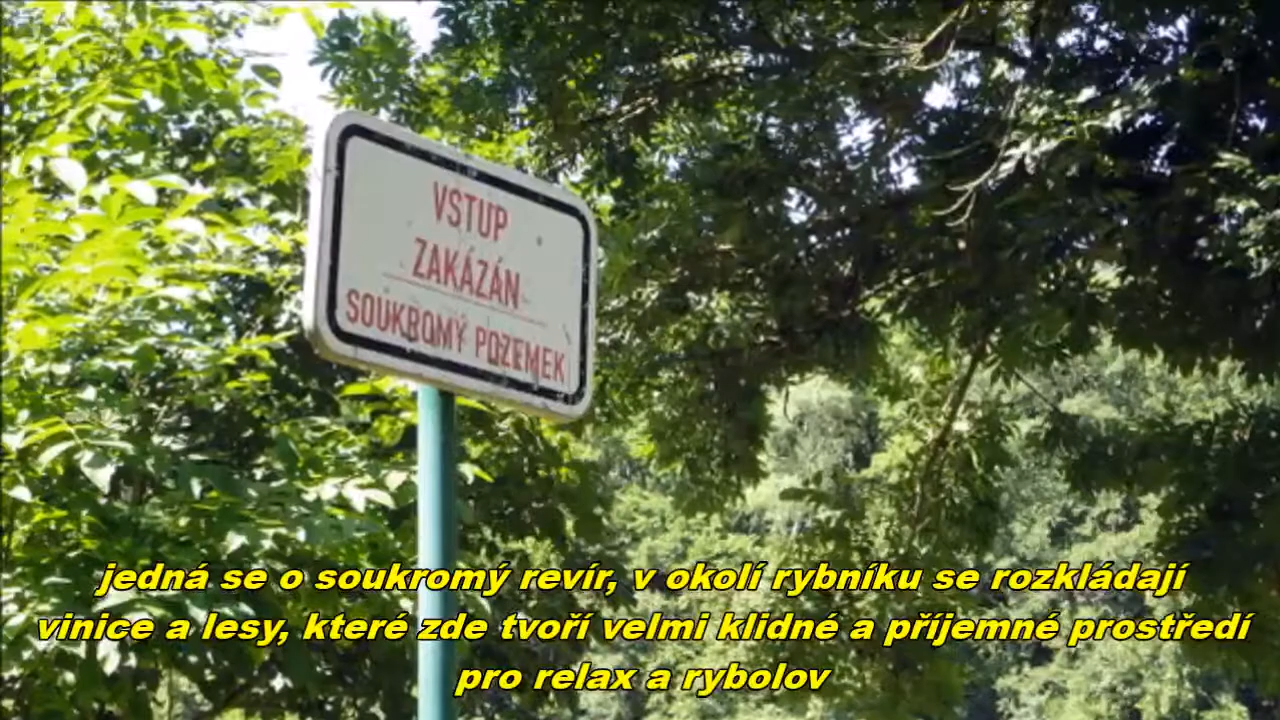 VSTUP
ZAKÁZÁN
SOUKROMÝ POZEMEK
jedná se o soukromý revír, v okolí rybníku se rozkládají
vinice a lesy, které zde tvoří velmi klidné a příjemné prostředí
pro relax a rybolov